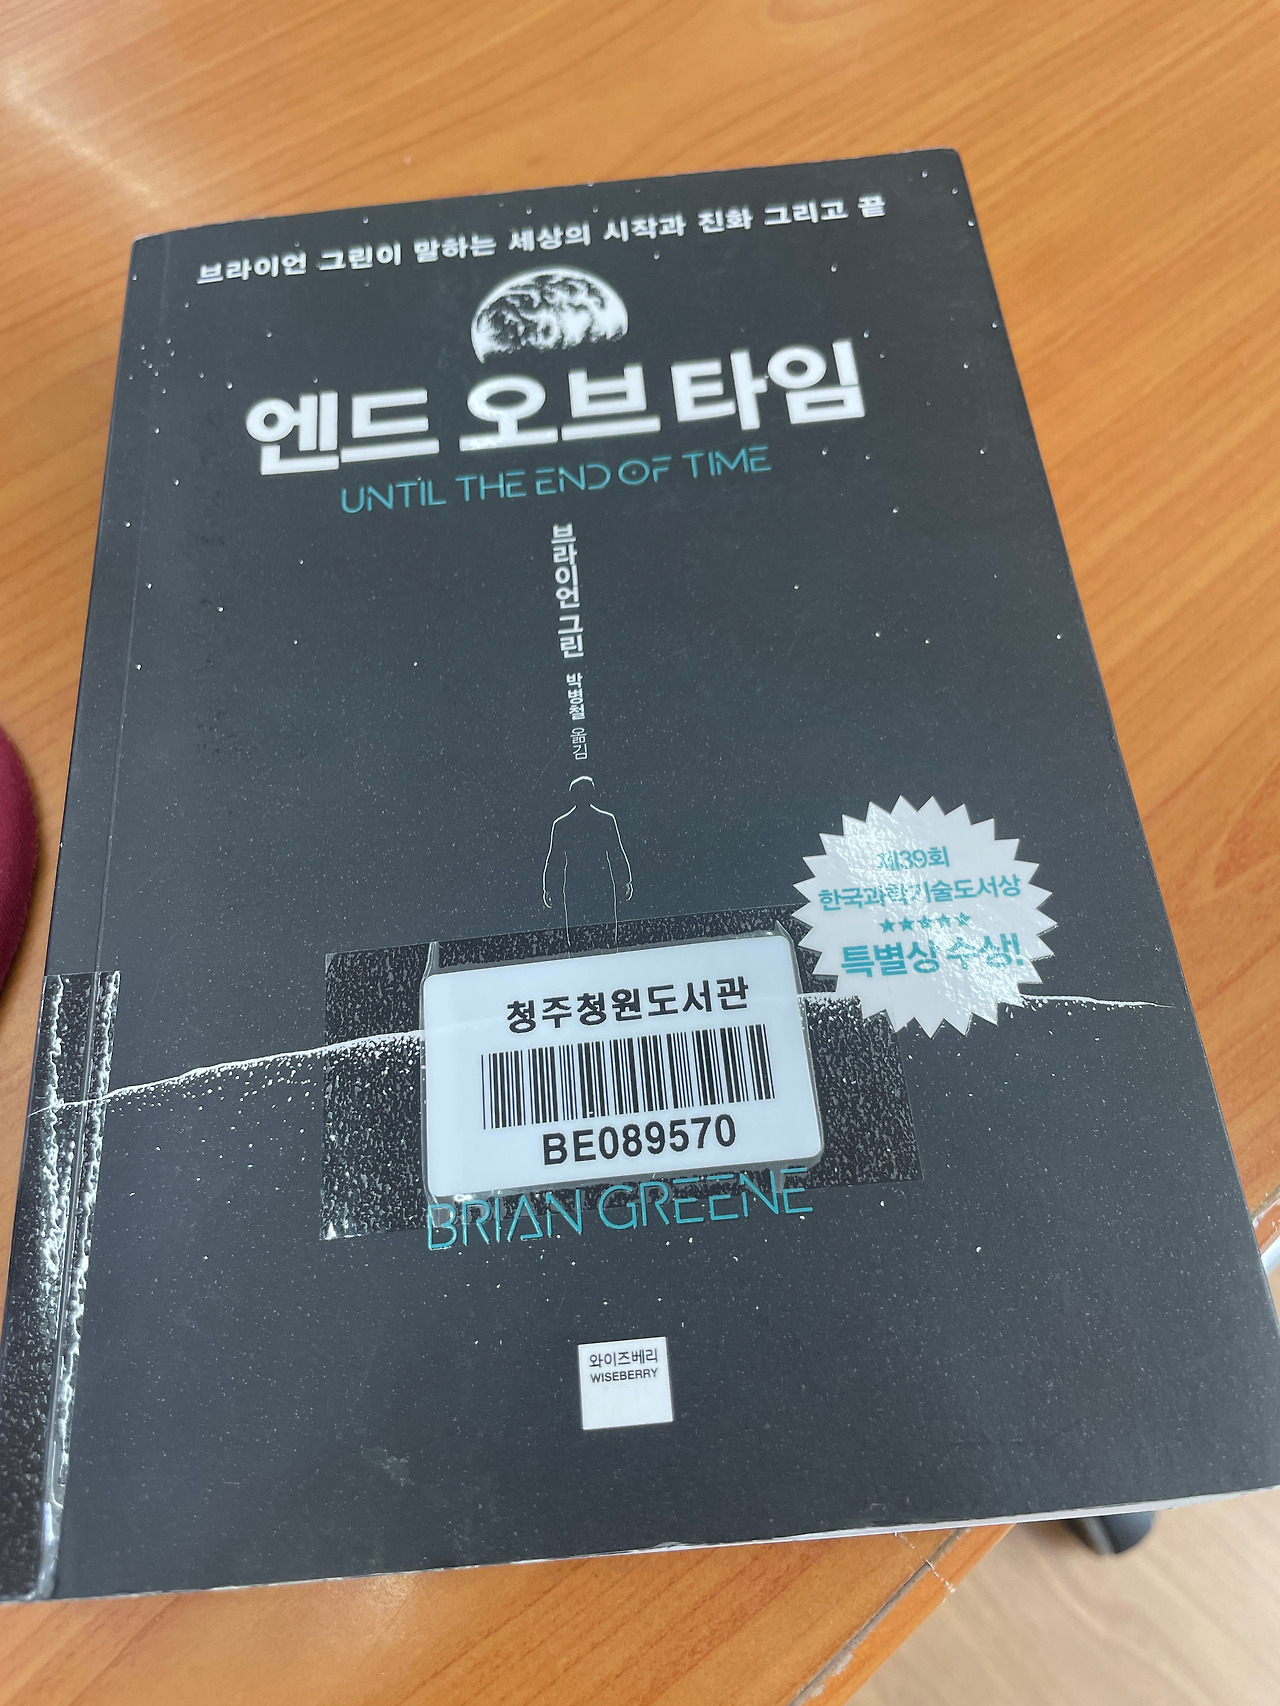 브라이언 그린이 말하는 세상의 시작과 진화 그리고 끝
엔드 오브 타임
UNTIL THE END OF TIME
브라이언 그린
박병철 옮김
제39회
한국과학기술도서상
★★★★★
특별상 수상!
청주청원도서관
BE089570
BRIAN GREENE
와이즈베리
WISEBERRY